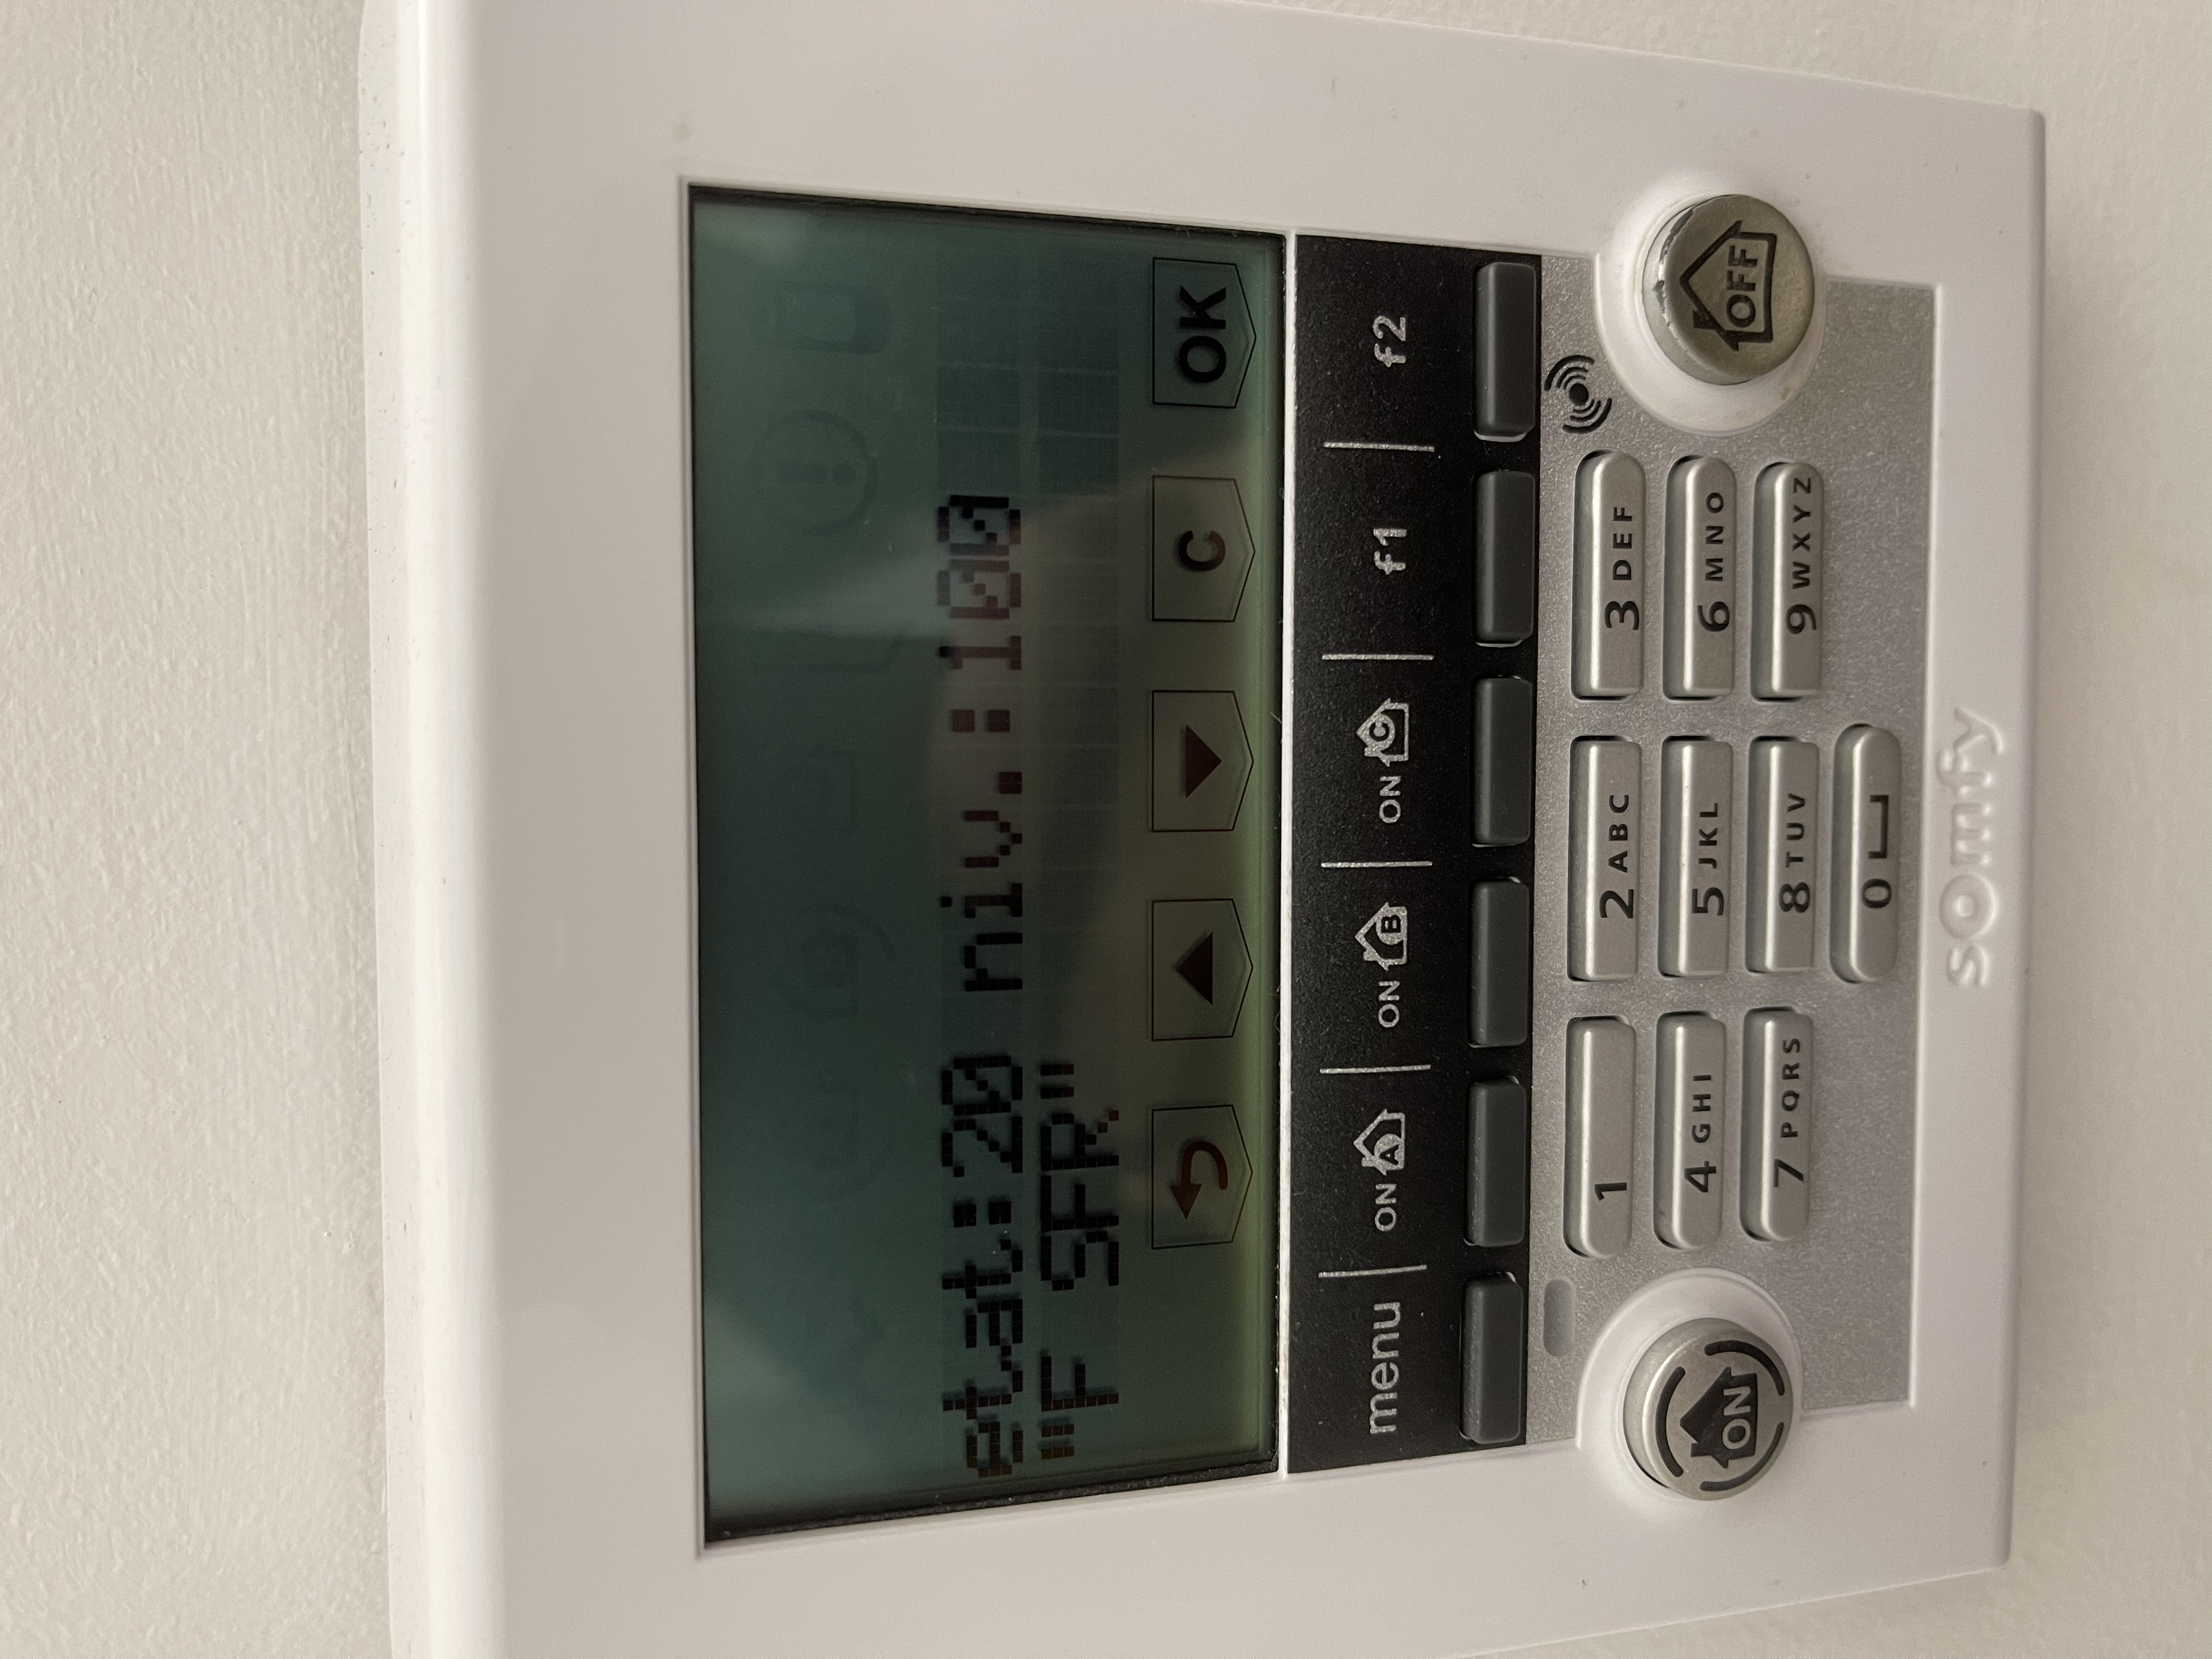 etat:20 niv.:100
"F SFR"
C OK
menu ON A ON B ON C f1 f2
ON OFF
1 2 ABC 3 DEF
4 GHI 5 JKL 6 MNO
7 PQRS 8 TUV 9 WXYZ
0
somfy